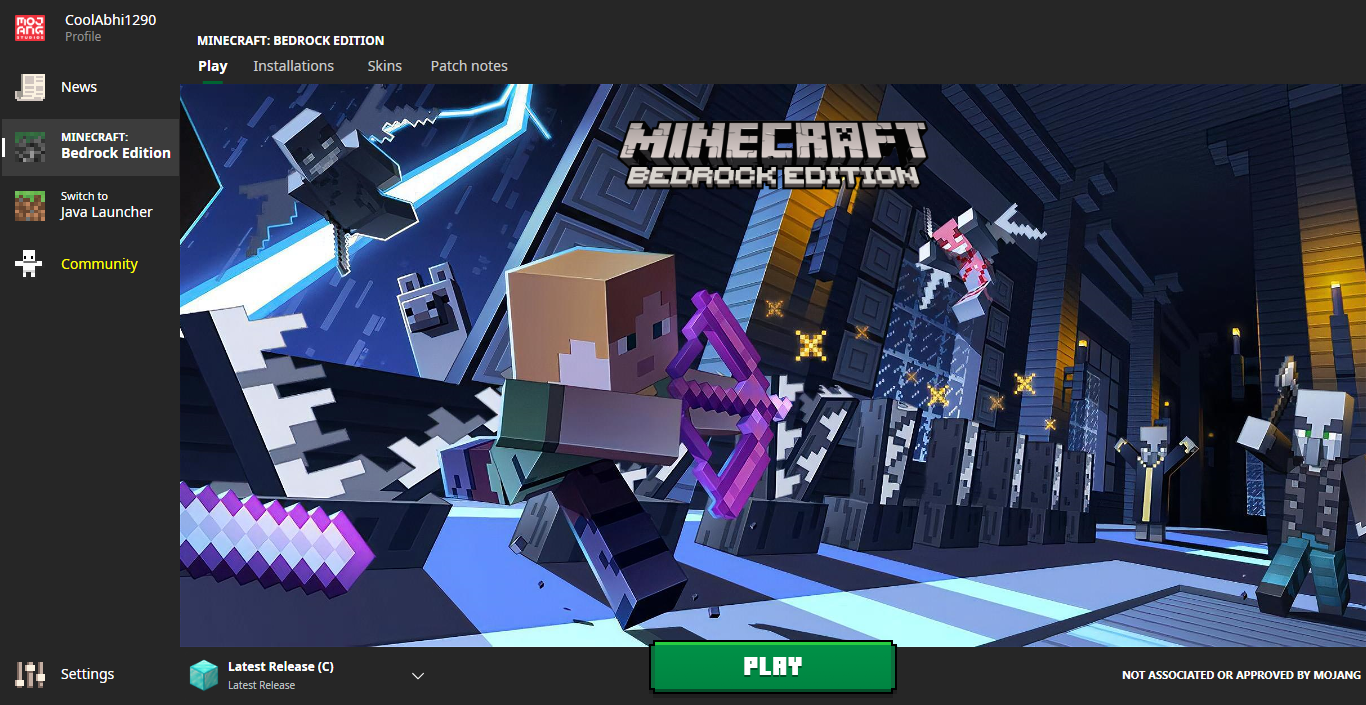 MOJANG STUDIOS
CoolAbhi1290
Profile
News
MINECRAFT:
Bedrock Edition
Switch to
Java Launcher
Community
Settings
MINECRAFT: BEDROCK EDITION
Play Installations Skins Patch notes
MINECRAFT
BEDROCK EDITION
Latest Release (C)
Latest Release
PLAY
NOT ASSOCIATED OR APPROVED BY MOJANG